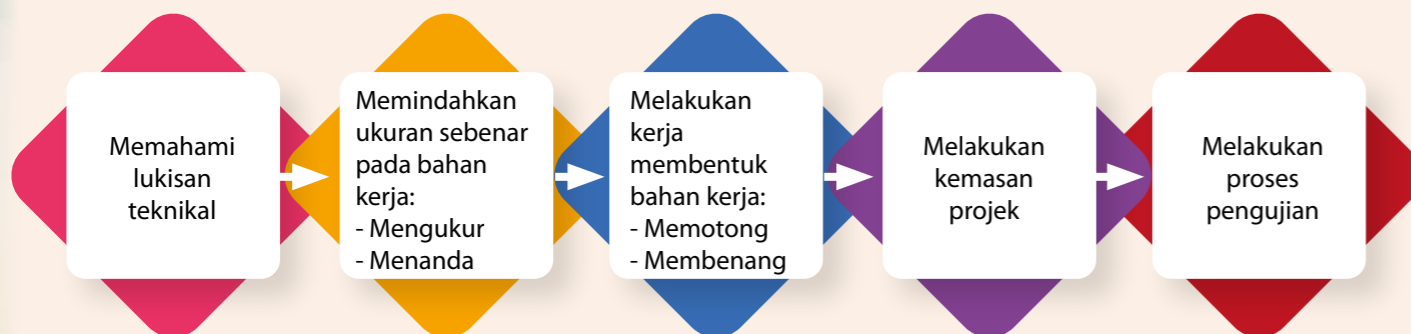 Memahami
lukisan
teknikal
Memindahkan
ukuran sebenar
pada bahan
kerja:
- Mengukur
- Menanda
Melakukan
kerja
membentuk
bahan kerja:
- Memotong
- Membenang
Melakukan
kemasan
projek
Melakukan
proses
pengujian